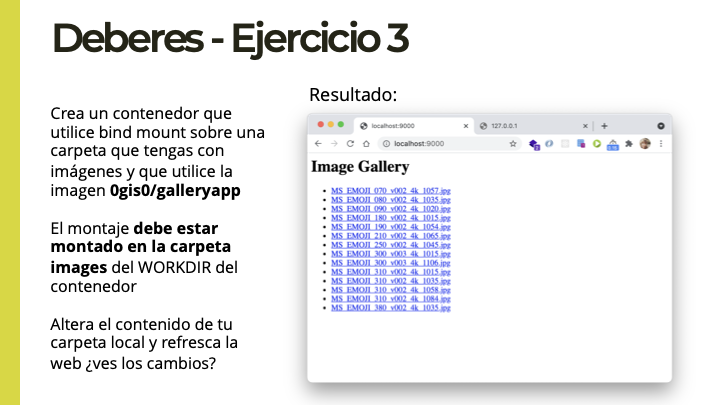 Deberes - Ejercicio 3
Crea un contenedor que
utilice bind mount sobre una
carpeta que tengas con
imágenes y que utilice la
imagen 0gis0/galleryapp
El montaje debe estar
montado en la carpeta
images del WORKDIR del
contenedor
Altera el contenido de tu
carpeta local y refresca la
web ¿ves los cambios?
Resultado:
localhost:9000
127.0.0.1
localhost:9000
Image Gallery
MS_EMOJI_070_v002_4k_1057.jpg
MS_EMOJI_080_v002_4k_1035.jpg
MS_EMOJI_090_v002_4k_1020.jpg
MS_EMOJI_180_v002_4k_1015.jpg
MS_EMOJI_190_v002_4k_1054.jpg
MS_EMOJI_210_v002_4k_1065.jpg
MS_EMOJI_250_v002_4k_1045.jpg
MS_EMOJI_300_v003_4k_1015.jpg
MS_EMOJI_300_v003_4k_1106.jpg
MS_EMOJI_310_v002_4k_1015.jpg
MS_EMOJI_310_v002_4k_1035.jpg
MS_EMOJI_310_v002_4k_1058.jpg
MS_EMOJI_310_v002_4k_1084.jpg
MS_EMOJI_380_v002_4k_1035.jpg